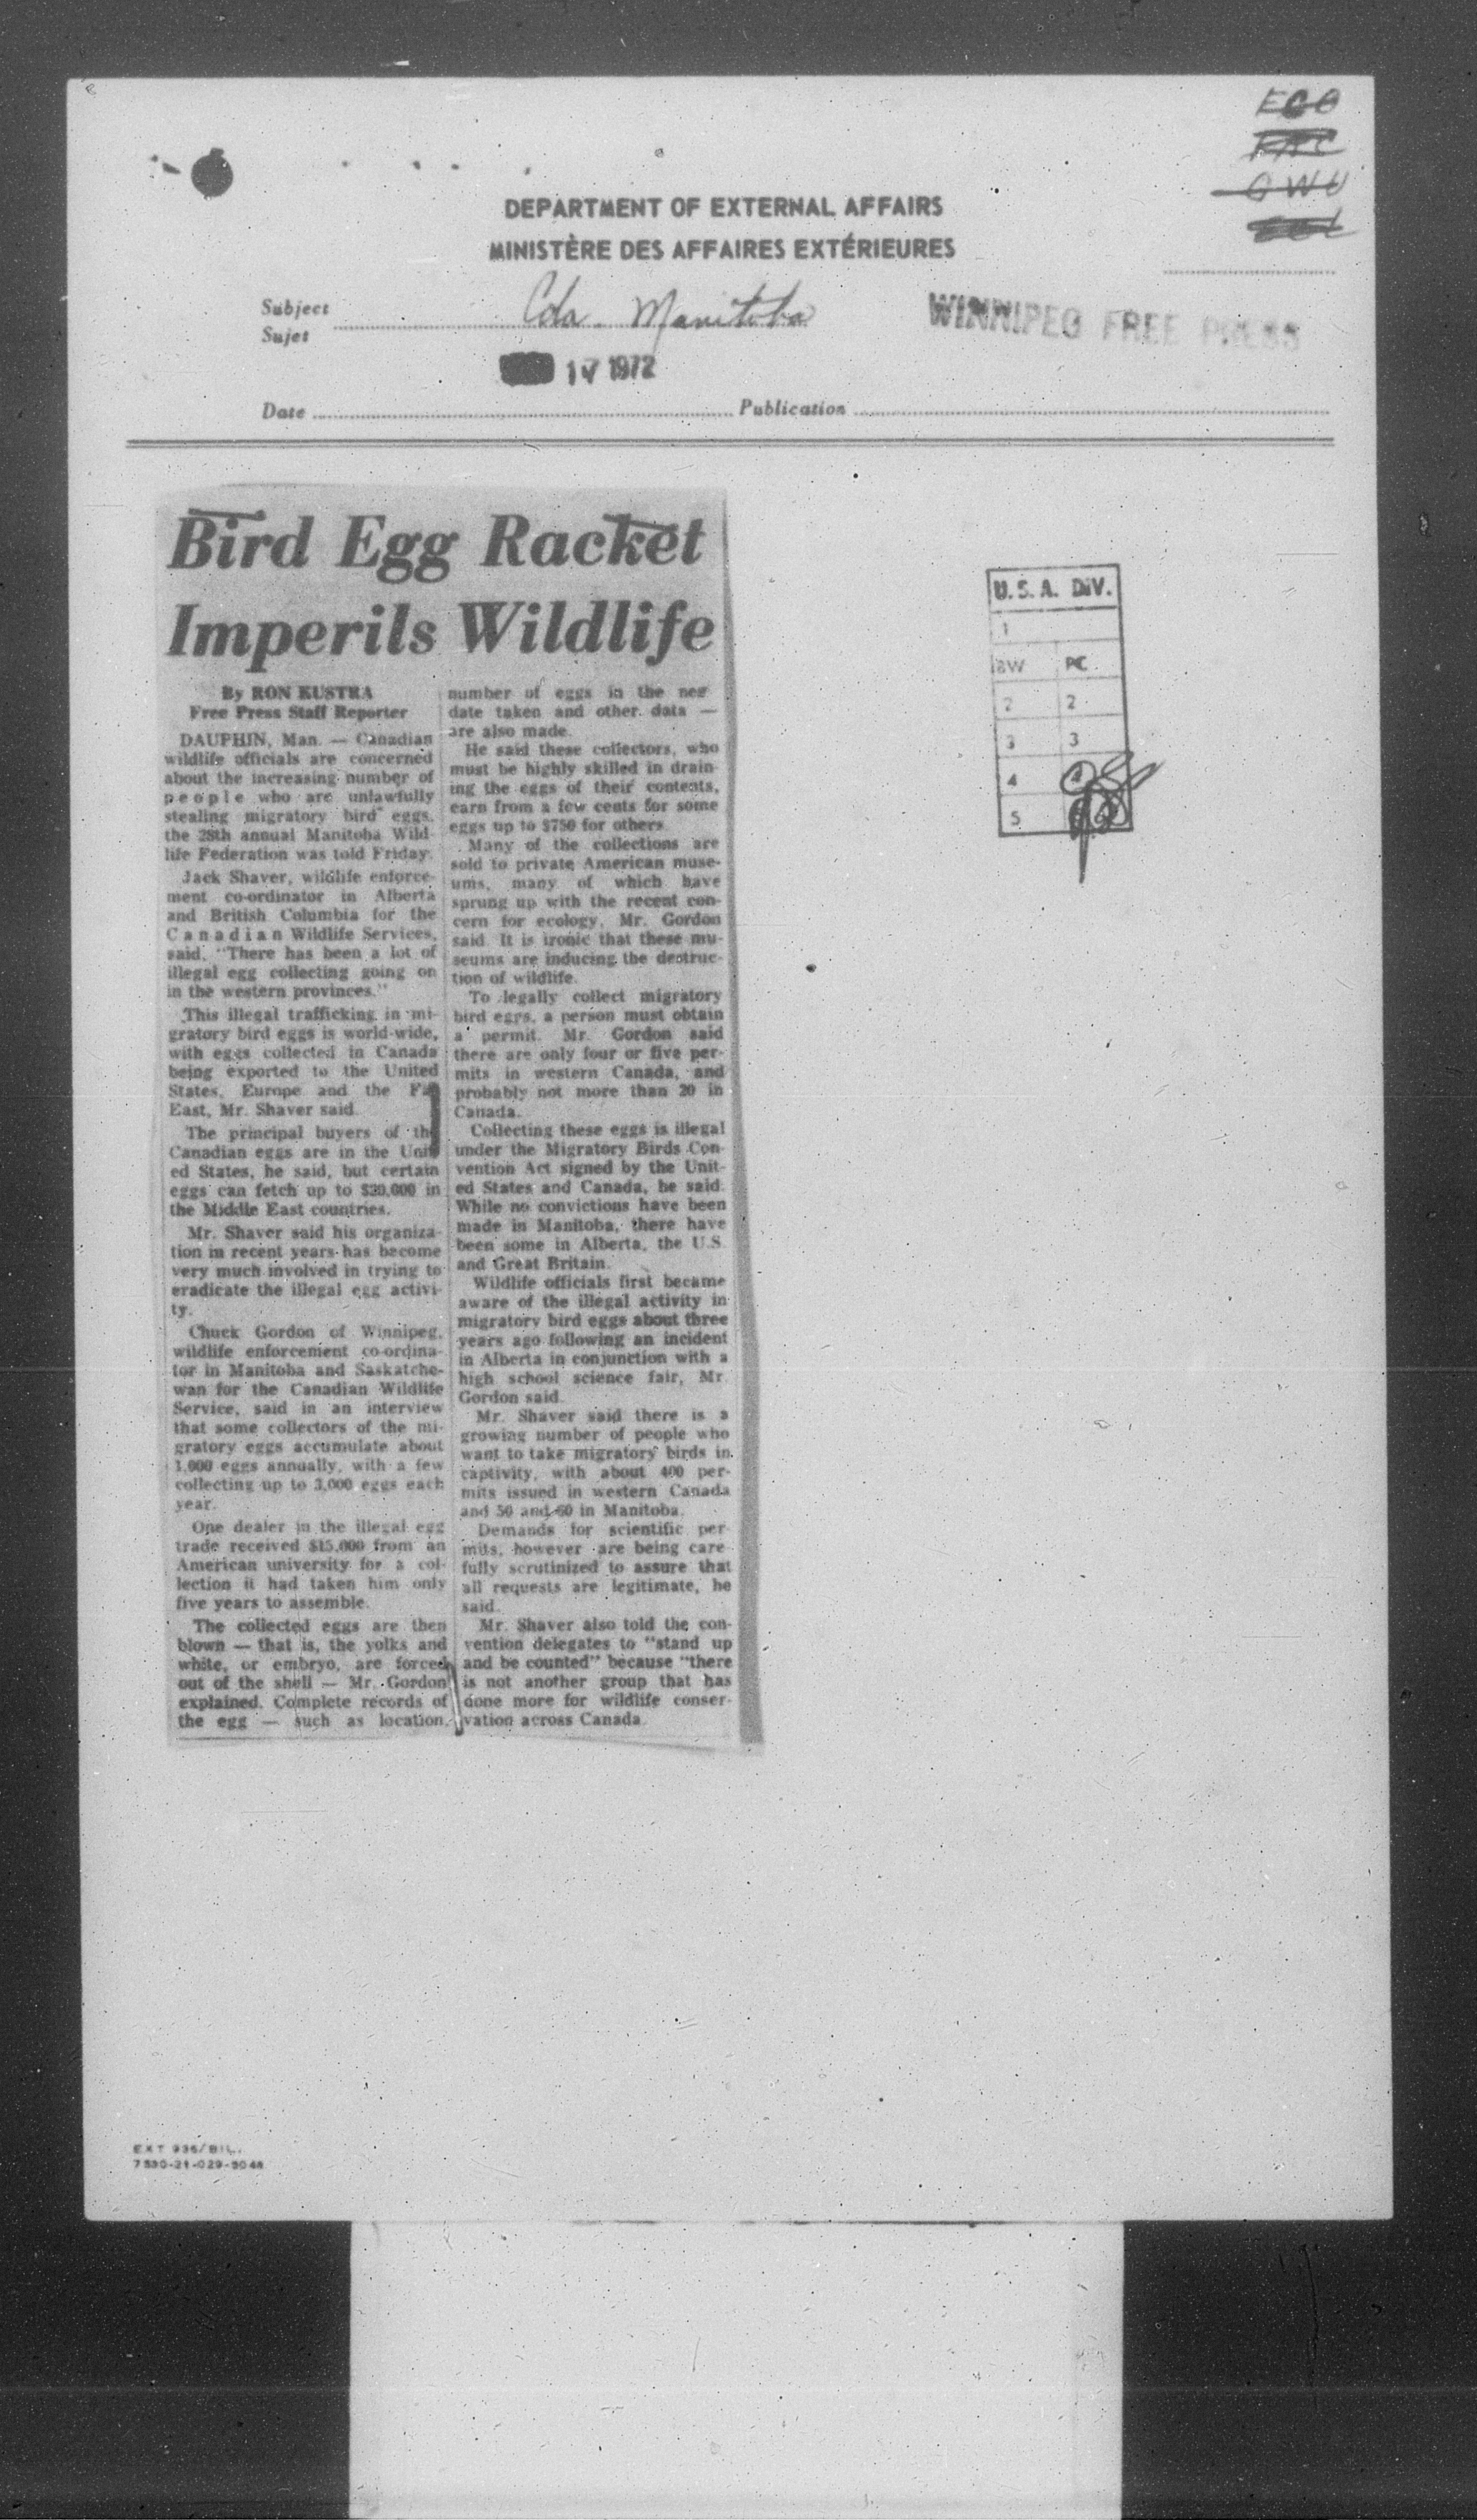 ECO
OWU
DEPARTMENT OF EXTERNAL AFFAIRS
MINISTÈRE DES AFFAIRES EXTÉRIEURES
Subject
Sujet
Cda. Manitoba
WINNIPEG FREE PRESS
17 1972
Date
Publication
Bird Egg Racket
Imperils Wildlife
By RON KUSTRA
Free Press Staff Reporter
DAUPHIN, Man. — Canadian
wildlife officials are concerned
about the increasing number of
people who are unlawfully
stealing migratory bird eggs,
the 28th annual Manitoba Wild-
life Federation was told Friday.
Jack Shaver, wildlife enforce-
ment co-ordinator in Alberta
and British Columbia for the
Canadian Wildlife Services,
said, "There has been a lot of
illegal egg collecting going on
in the western provinces."
This illegal trafficking in mi-
gratory bird eggs is world-wide,
with eggs collected in Canada
being exported to the United
States, Europe and the Far
East, Mr. Shaver said.
The principal buyers of the
Canadian eggs are in the Unit-
ed States, he said, but certain
eggs can fetch up to $20,000 in
the Middle East countries.
Mr. Shaver said his organiza-
tion in recent years has become
very much involved in trying to
eradicate the illegal egg activi-
ty.
Chuck Gordon of Winnipeg,
wildlife enforcement co-ordina-
tor in Manitoba and Saskatche-
wan for the Canadian Wildlife
Service, said in an interview
that some collectors of the mi-
gratory eggs accumulate about
1,000 eggs annually, with a few
collecting up to 3,000 eggs each
year.
One dealer in the illegal egg
trade received $15,000 from an
American university for a col-
lection it had taken him only
five years to assemble.
The collected eggs are then
blown — that is, the yolks and
white, or embryo, are forced
out of the shell — Mr. Gordon
explained. Complete records of
the egg — such as location,
number of eggs in the nes
date taken and other data —
are also made.
He said these collectors, who
must be highly skilled in drain-
ing the eggs of their contents,
earn from a few cents for some
eggs up to $750 for others.
Many of the collections are
sold to private American muse-
ums, many of which have
sprung up with the recent con-
cern for ecology, Mr. Gordon
said. It is ironic that these mu-
seums are inducing the destruc-
tion of wildlife.
To legally collect migratory
bird eggs, a person must obtain
a permit. Mr. Gordon said
there are only four or five per-
mits in western Canada, and
probably not more than 20 in
Canada.
Collecting these eggs is illegal
under the Migratory Birds Con-
vention Act signed by the Unit-
ed States and Canada, he said.
While no convictions have been
made in Manitoba, there have
been some in Alberta, the U.S.
and Great Britain.
Wildlife officials first became
aware of the illegal activity in
migratory bird eggs about three
years ago following an incident
in Alberta in conjunction with a
high school science fair, Mr.
Gordon said.
Mr. Shaver said there is a
growing number of people who
want to take migratory birds in
captivity, with about 400 per-
mits issued in western Canada
and 50 and 60 in Manitoba.
Demands for scientific per-
mits, however are being care-
fully scrutinized to assure that
all requests are legitimate, he
said.
Mr. Shaver also told the con-
vention delegates to "stand up
and be counted" because "there
is not another group that has
done more for wildlife conser-
vation across Canada.
U.S.A. DIV.
1
BW PC
2 2
3 3
4
5
EXT 936/BIL.
7530-21-029-5044